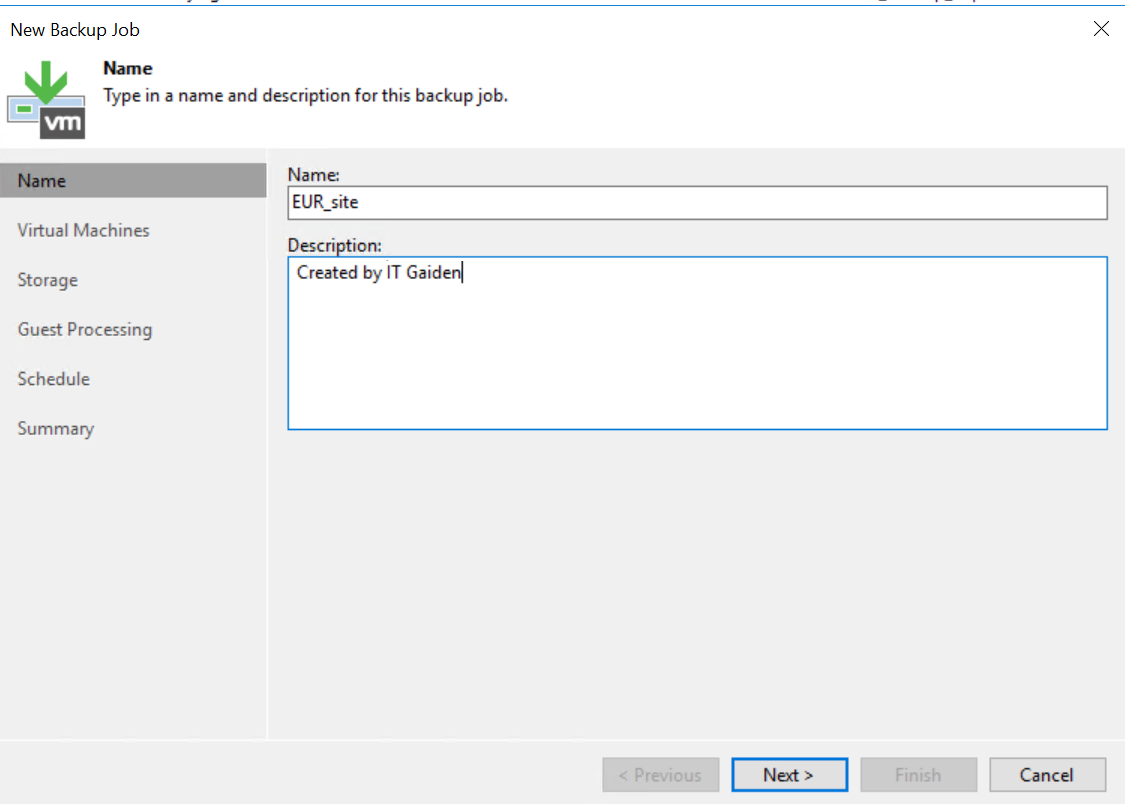 New Backup Job
vm
Name
Type in a name and description for this backup job.
Name
Virtual Machines
Storage
Guest Processing
Schedule
Summary
Name:
EUR_site
Description:
Created by IT Gaiden
< Previous
Next >
Finish
Cancel